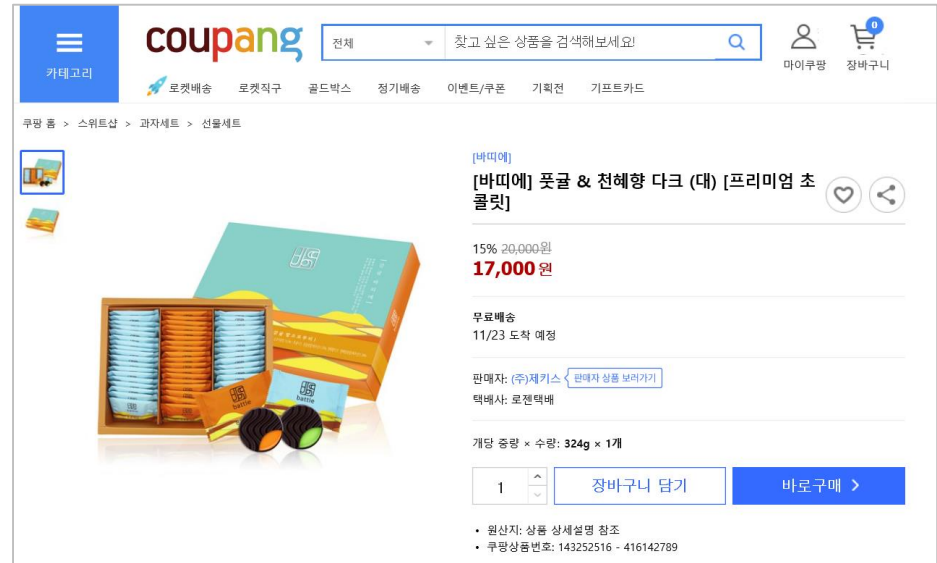 카테고리
coupang
전체
찾고 싶은 상품을 검색해보세요!
마이쿠팡
0
장바구니
로켓배송 로켓직구 골드박스 정기배송 이벤트/쿠폰 기획전 기프트카드
쿠팡 홈 > 스위트샵 > 과자세트 > 선물세트
[바띠에]
[바띠에] 풋귤 & 천혜향 다크 (대) [프리미엄 초
콜릿]
15% 20,000원
17,000원
무료배송
11/23 도착 예정
판매자: (주)제키스 판매자 상품 보러가기
택배사: 로젠택배
개당 중량 × 수량: 324g × 1개
1
장바구니 담기
바로구매 >
• 원산지: 상품 상세설명 참조
• 쿠팡상품번호: 143252516 - 416142789
battie
battie